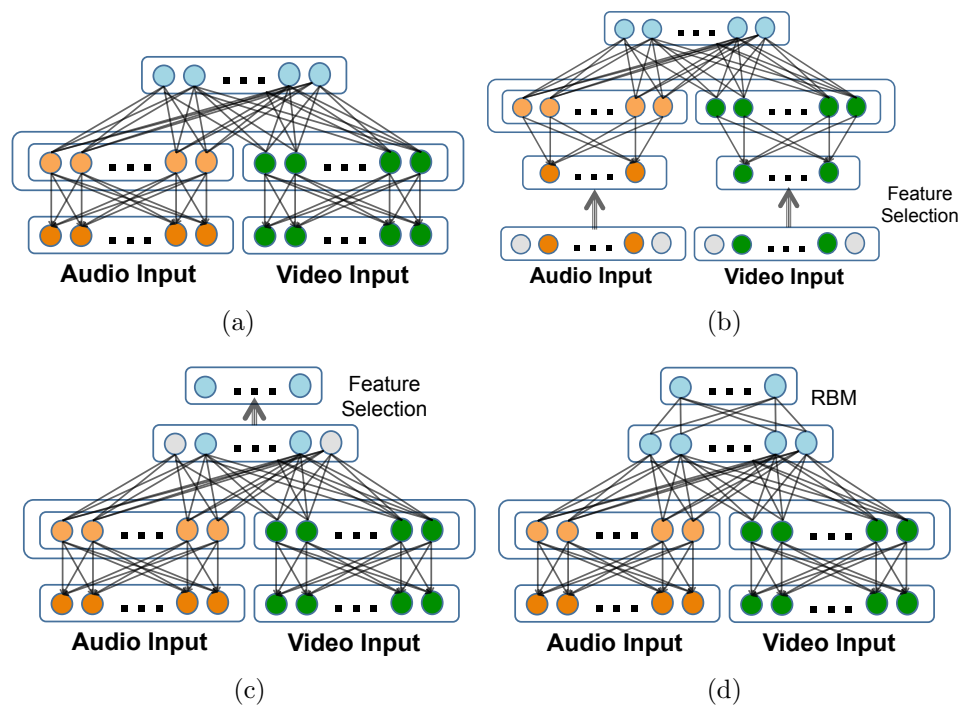 Audio Input
Video Input
(a)
Feature
Selection
Audio Input
Video Input
(b)
Feature
Selection
Audio Input
Video Input
(c)
RBM
Audio Input
Video Input
(d)